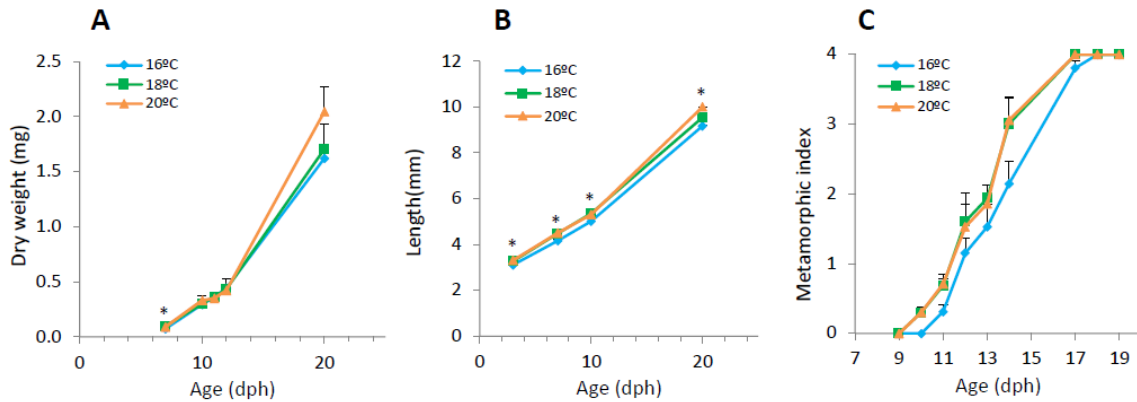 A
Dry weight (mg)
2.5
2.0
1.5
1.0
0.5
0.0
16ºC
18ºC
20ºC
*
0
10
20
Age (dph)
B
Length(mm)
12
10
8
6
4
2
0
16ºC
18ºC
20ºC
*
*
*
*
0
10
20
Age (dph)
C
Metamorphic index
4
3
2
1
0
16ºC
18ºC
20ºC
7
9
11
13
15
17
19
Age (dph)